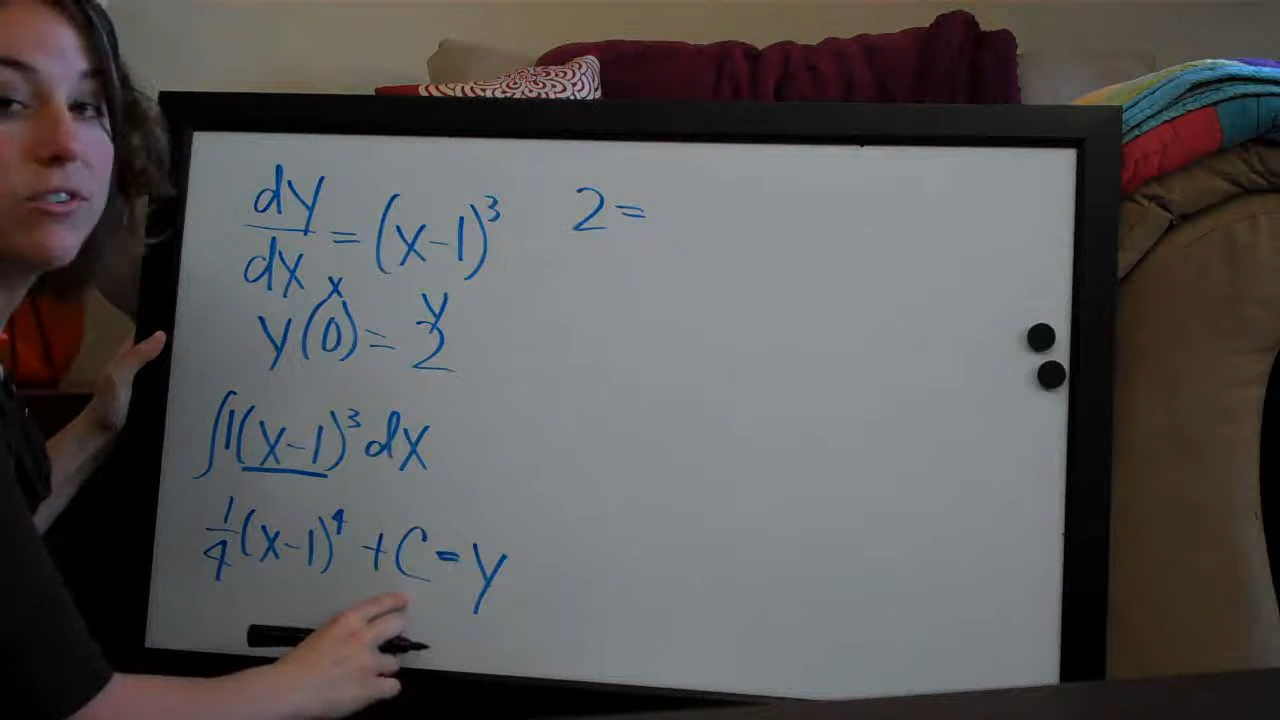 dy/dx = (x-1)³
x y
y(0) = 2
∫1(x-1)³ dx
1/4(x-1)⁴ + C = y
2=